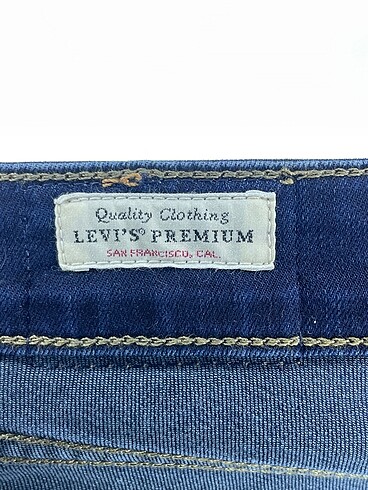 Quality Clothing
LEVI'S® PREMIUM
SAN FRANCISCO, CAL.